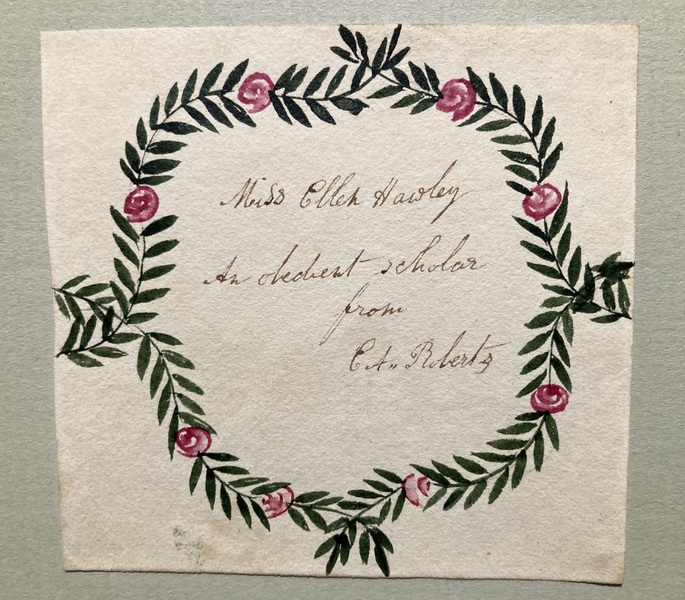 Miss Ellen Hawley
An obedient scholar
from
E. A. Roberts